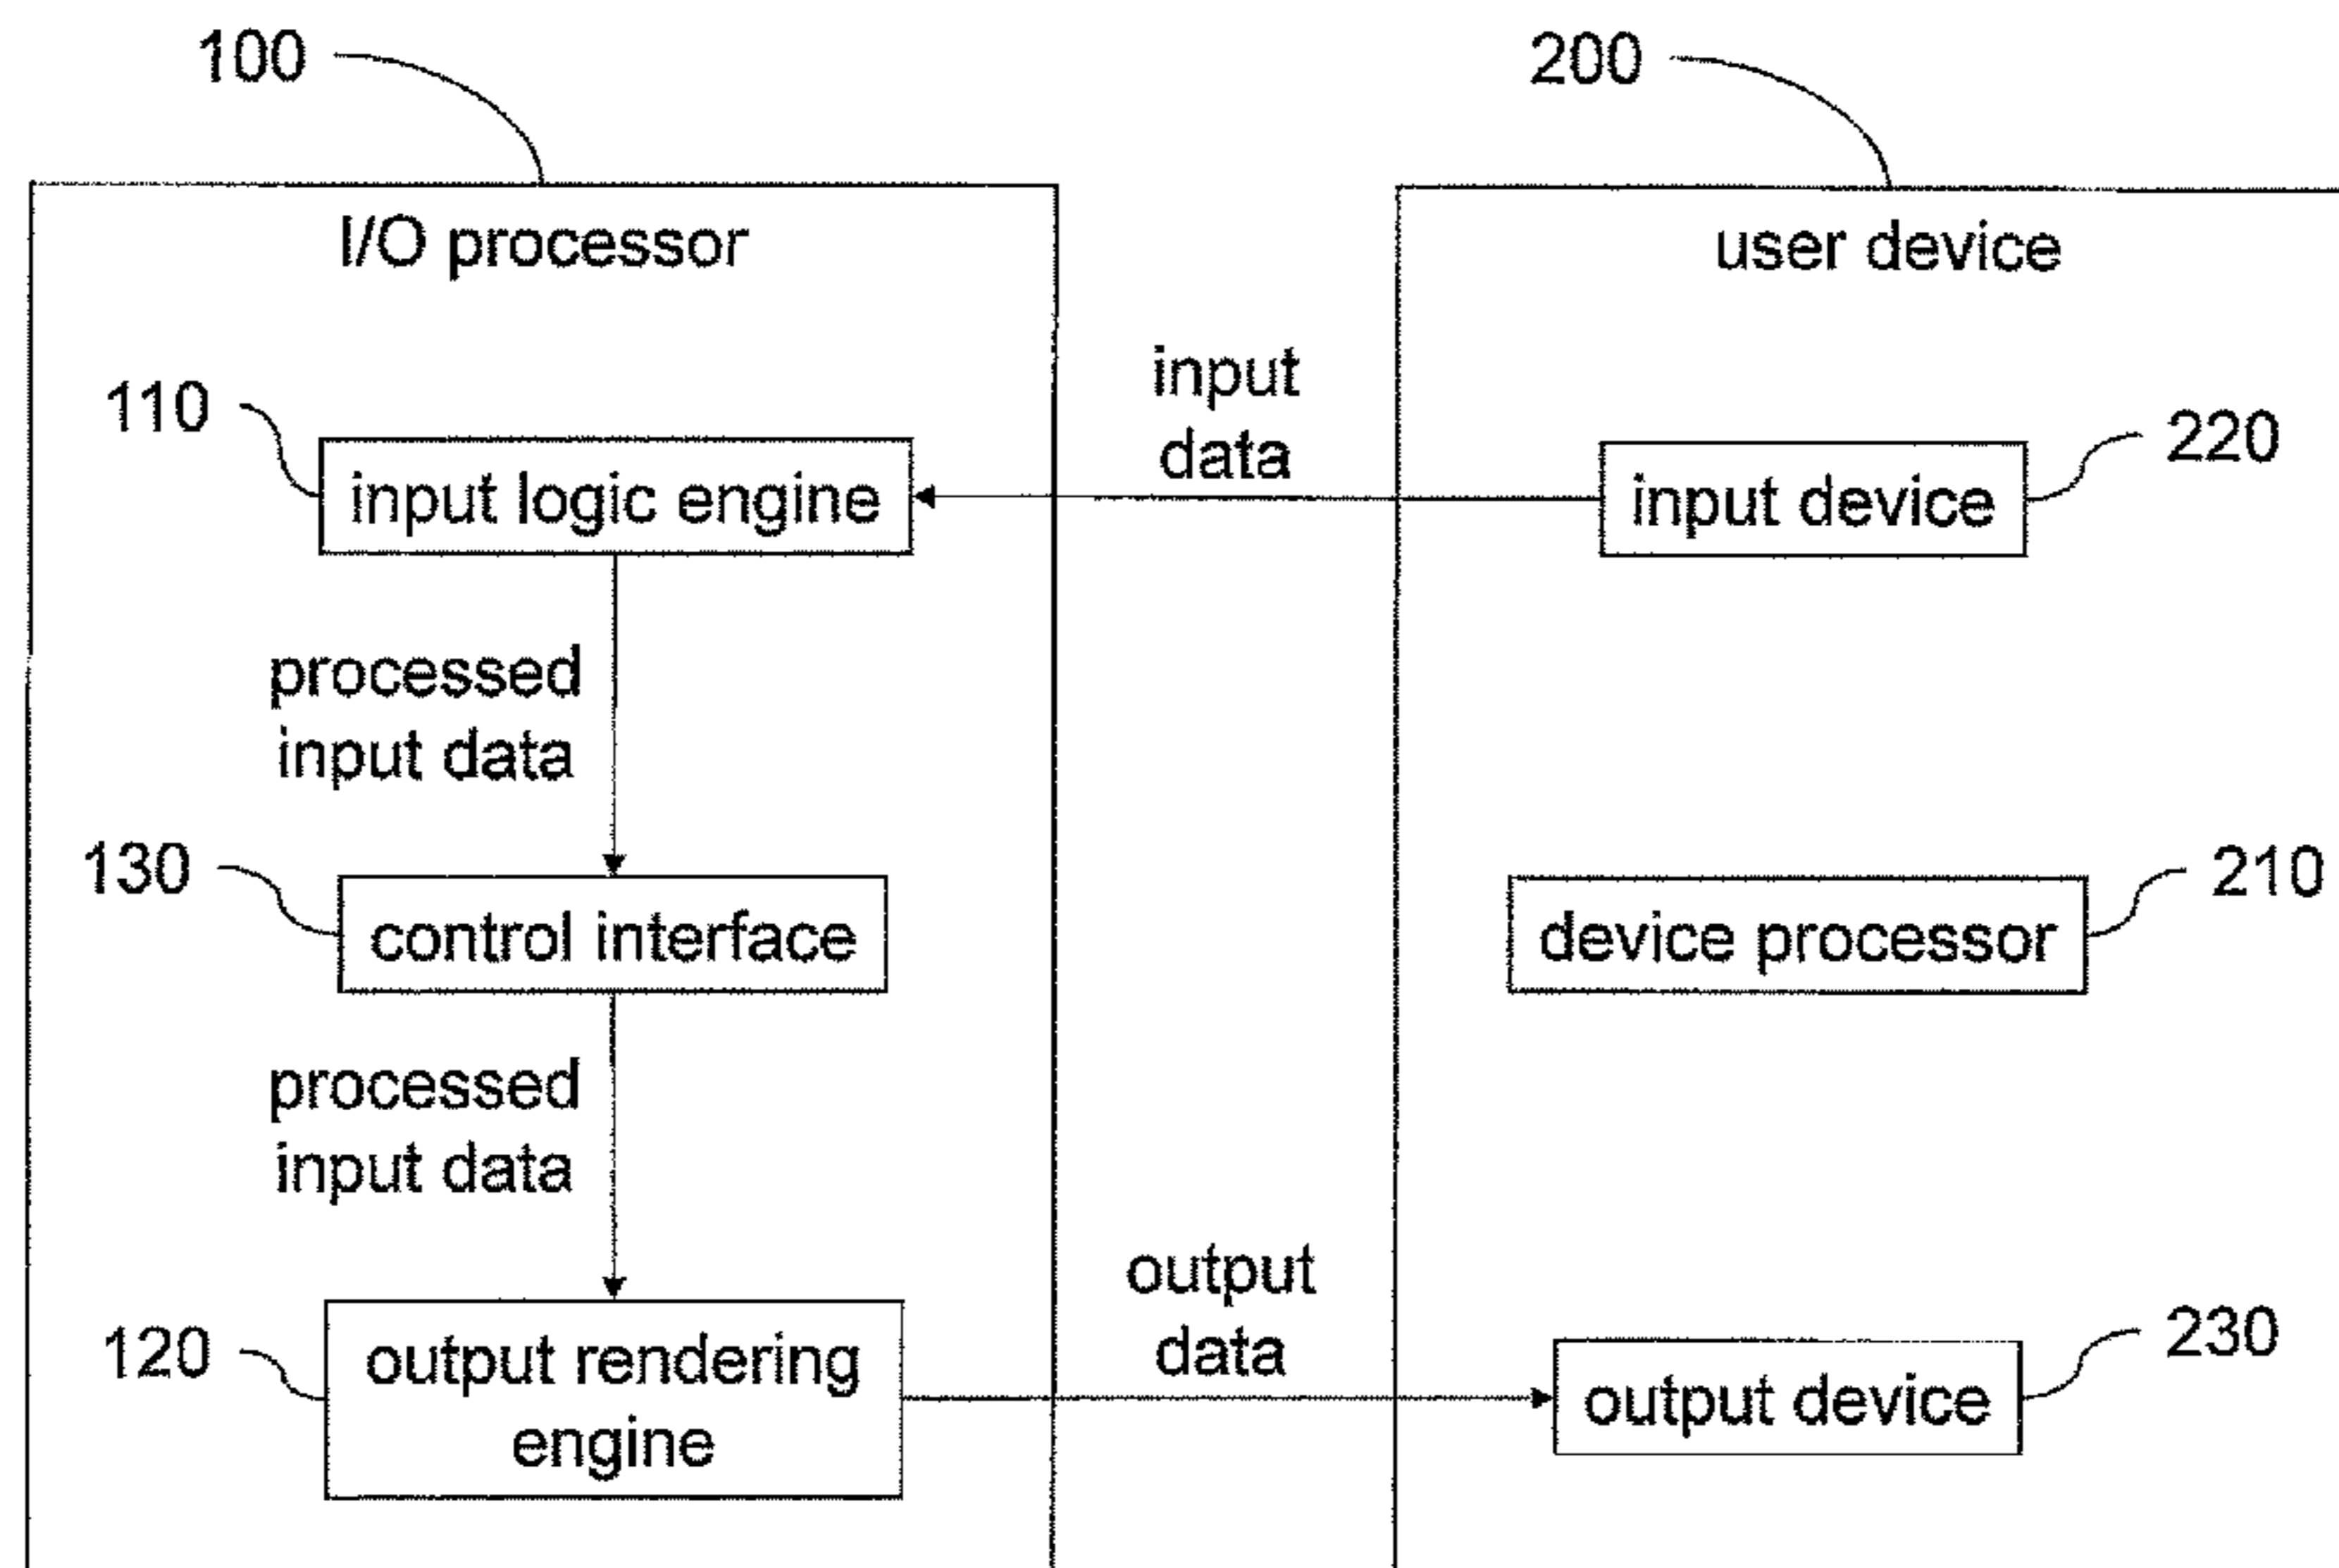 100
200
I/O processor
user device
110
input
data
220
input logic engine
input device
processed
input data
130
210
control interface
device processor
processed
input data
120
output
data
230
output rendering
engine
output device